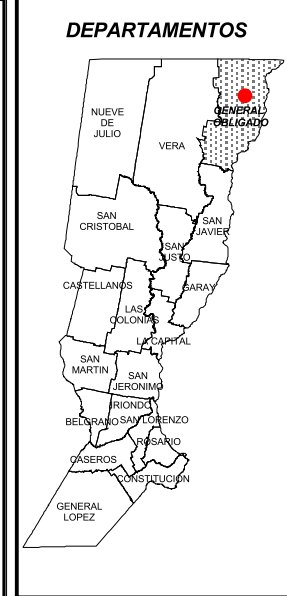 DEPARTAMENTOS
GENERAL
OBLIGADO
NUEVE
DE
JULIO
VERA
SAN
CRISTOBAL
SAN
JAVIER
SAN
JUSTO
CASTELLANOS
GARAY
LAS
COLONIAS
LA CAPITAL
SAN
MARTIN
SAN
JERONIMO
IRIONDO
BELGRANO
SAN LORENZO
ROSARIO
CASEROS
CONSTITUCION
GENERAL
LOPEZ